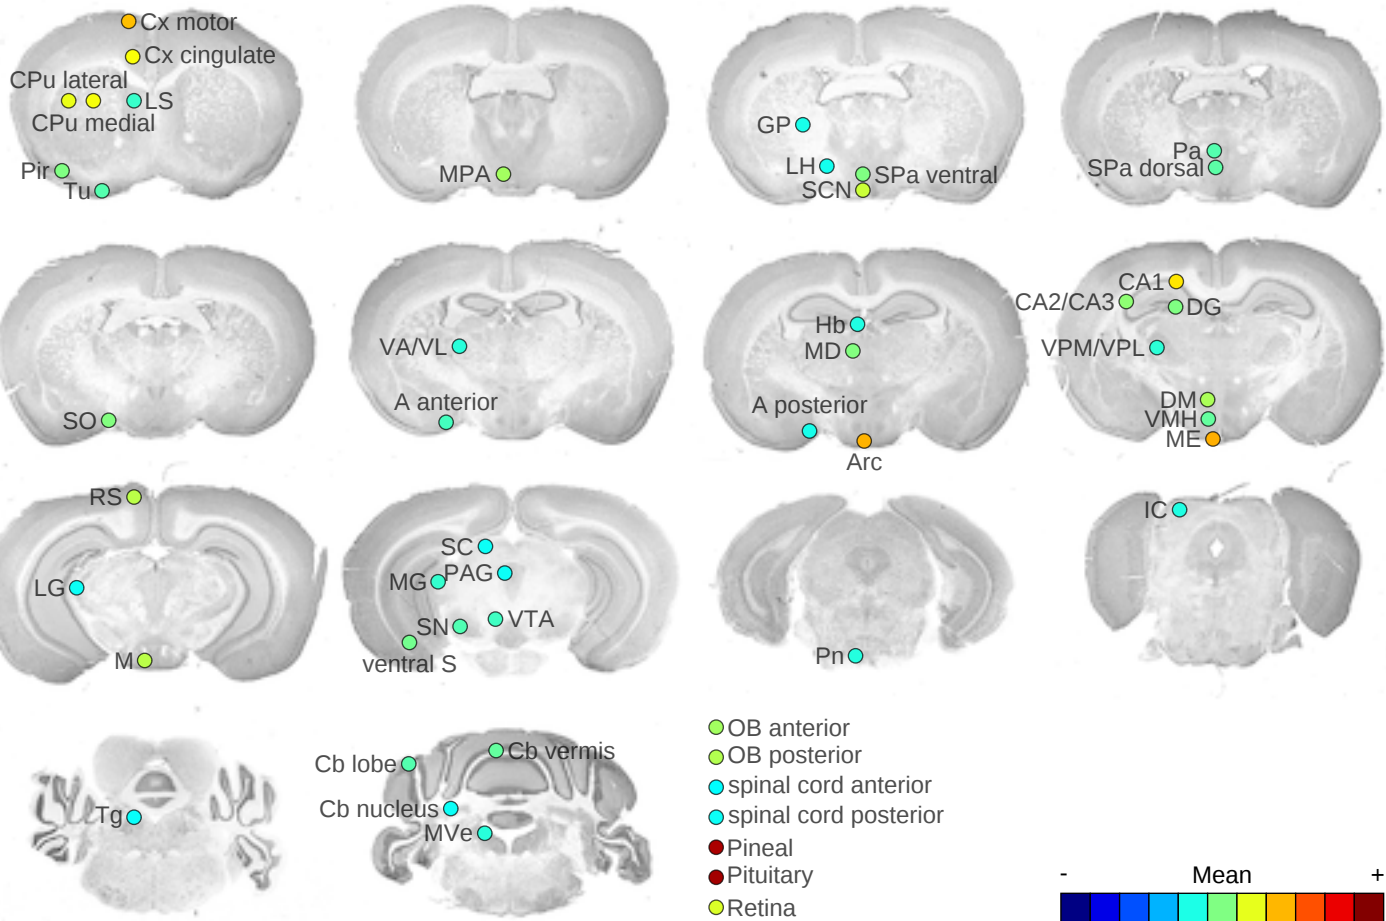 Cx motor
Cx cingulate
CPu lateral
LS
CPu medial
Pir
Tu
MPA
GP
LH
SPa ventral
SCN
Pa
SPa dorsal
SO
VA/VL
A anterior
Hb
MD
A posterior
Arc
CA1
CA2/CA3
DG
VPM/VPL
DM
VMH
ME
RS
LG
M
SC
PAG
MG
VTA
SN
ventral S
Pn
IC
Tg
Cb lobe
Cb vermis
Cb nucleus
MVe
OB anterior
OB posterior
spinal cord anterior
spinal cord posterior
Pineal
Pituitary
Retina
- Mean +